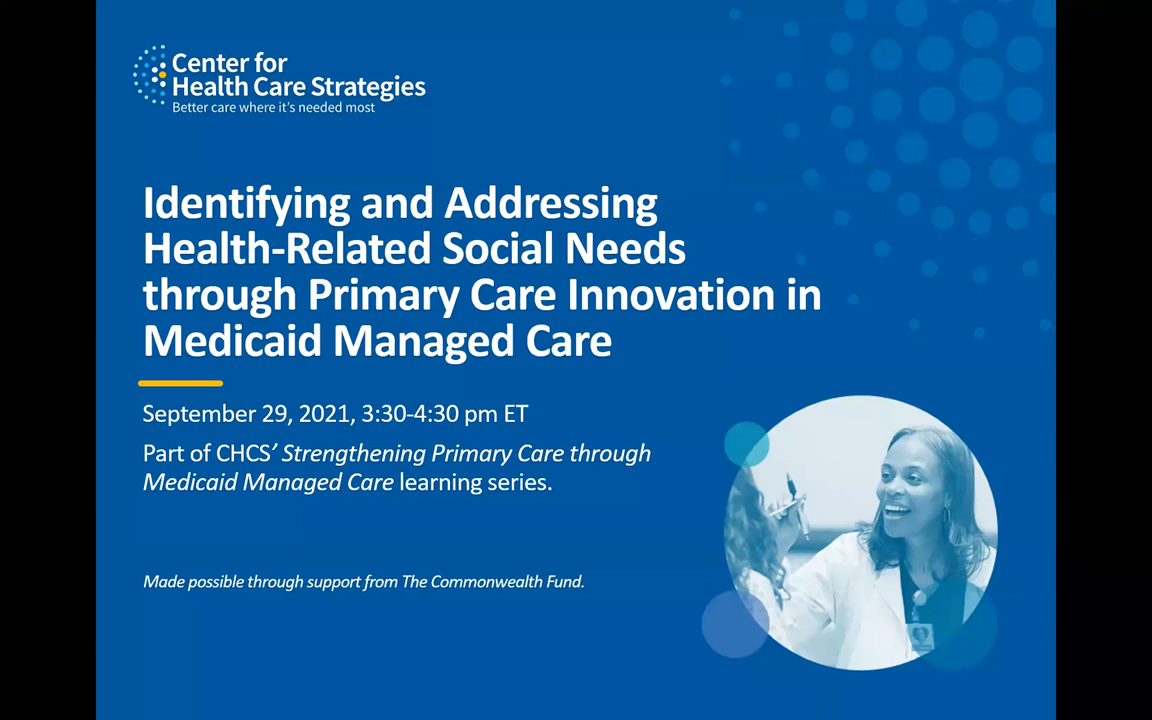 Center for
Health Care Strategies
Better care where it's needed most
Identifying and Addressing
Health-Related Social Needs
through Primary Care Innovation in
Medicaid Managed Care
September 29, 2021, 3:30-4:30 pm ET
Part of CHCS’ Strengthening Primary Care through
Medicaid Managed Care learning series.
Made possible through support from The Commonwealth Fund.